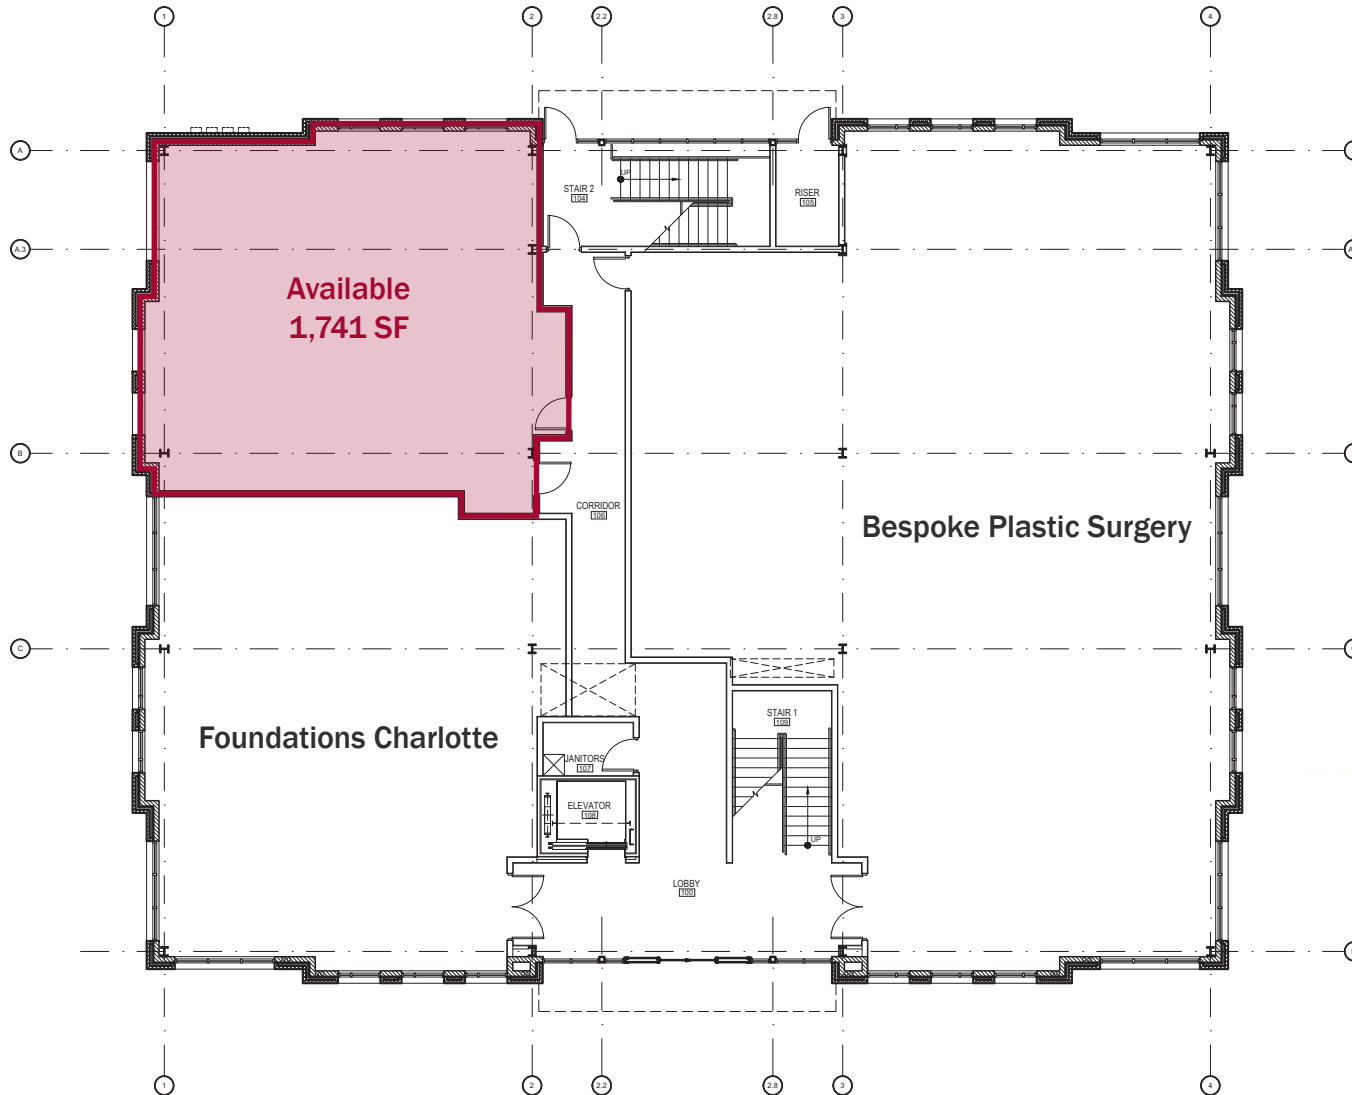 1 2 2.2 2.8 3 4
A
A.3
UP
STAIR 2
104
RISER
105
Available
1,741 SF
B
CORRIDOR
106
Bespoke Plastic Surgery
C
STAIR 1
109
Foundations Charlotte
JANITORS
107
ELEVATOR
108
UP
LOBBY
100
1 2 2.2 2.8 3 4